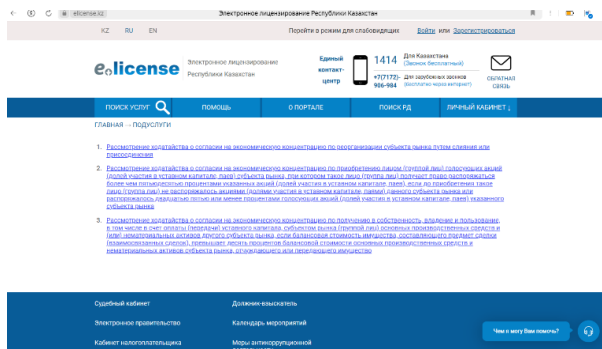 elicense.kz
Электронное лицензирование Республики Казахстан
KZ RU EN
Перейти в режим для слабовидящих Войти или Зарегистрироваться
e.license
Электронное лицензирование
Республики Казахстан
Единый
контакт-
центр
1414 Для Казахстана
(Звонок бесплатный)
+7(7172)-
906-984
Для зарубежных звонков
(бесплатно через интернет)
ОБРАТНАЯ
СВЯЗЬ
ПОИСК УСЛУГ ПОМОЩЬ О ПОРТАЛЕ ПОИСК РД ЛИЧНЫЙ КАБИНЕТ ↓
ГЛАВНАЯ → ПОДУСЛУГИ
1. Рассмотрение ходатайства о согласии на экономическую концентрацию по реорганизации субъекта рынка путем слияния или
присоединения
2. Рассмотрение ходатайства о согласии на экономическую концентрацию по приобретению лицом (группой лиц) голосующих акций
(долей участия в уставном капитале, паев) субъекта рынка, при котором такое лицо (группа лиц) получает право распоряжаться
более чем пятьюдесятью процентами указанных акций (долей участия в уставном капитале, паев), если до приобретения такое
лицо (группа лиц) не распоряжалось акциями (долями участия в уставном капитале, паями) данного субъекта рынка или
распоряжалось двадцатью пятью или менее процентами голосующих акций (долей участия в уставном капитале, паев) указанного
субъекта рынка
3. Рассмотрение ходатайства о согласии на экономическую концентрацию по получению в собственность, владение и пользование,
в том числе в счет оплаты (передачи) уставного капитала, субъектом рынка (группой лиц) основных производственных средств и
(или) нематериальных активов другого субъекта рынка, если балансовая стоимость имущества, составляющего предмет сделки
(взаимосвязанных сделок), превышает десять процентов балансовой стоимости основных производственных средств и
нематериальных активов субъекта рынка, отчуждающего или передающего имущество
Судебный кабинет Должник-взыскатель
Электронное правительство Календарь мероприятий
Чем я могу Вам помочь?
Кабинет налогоплательщика Меры антикоррупционной